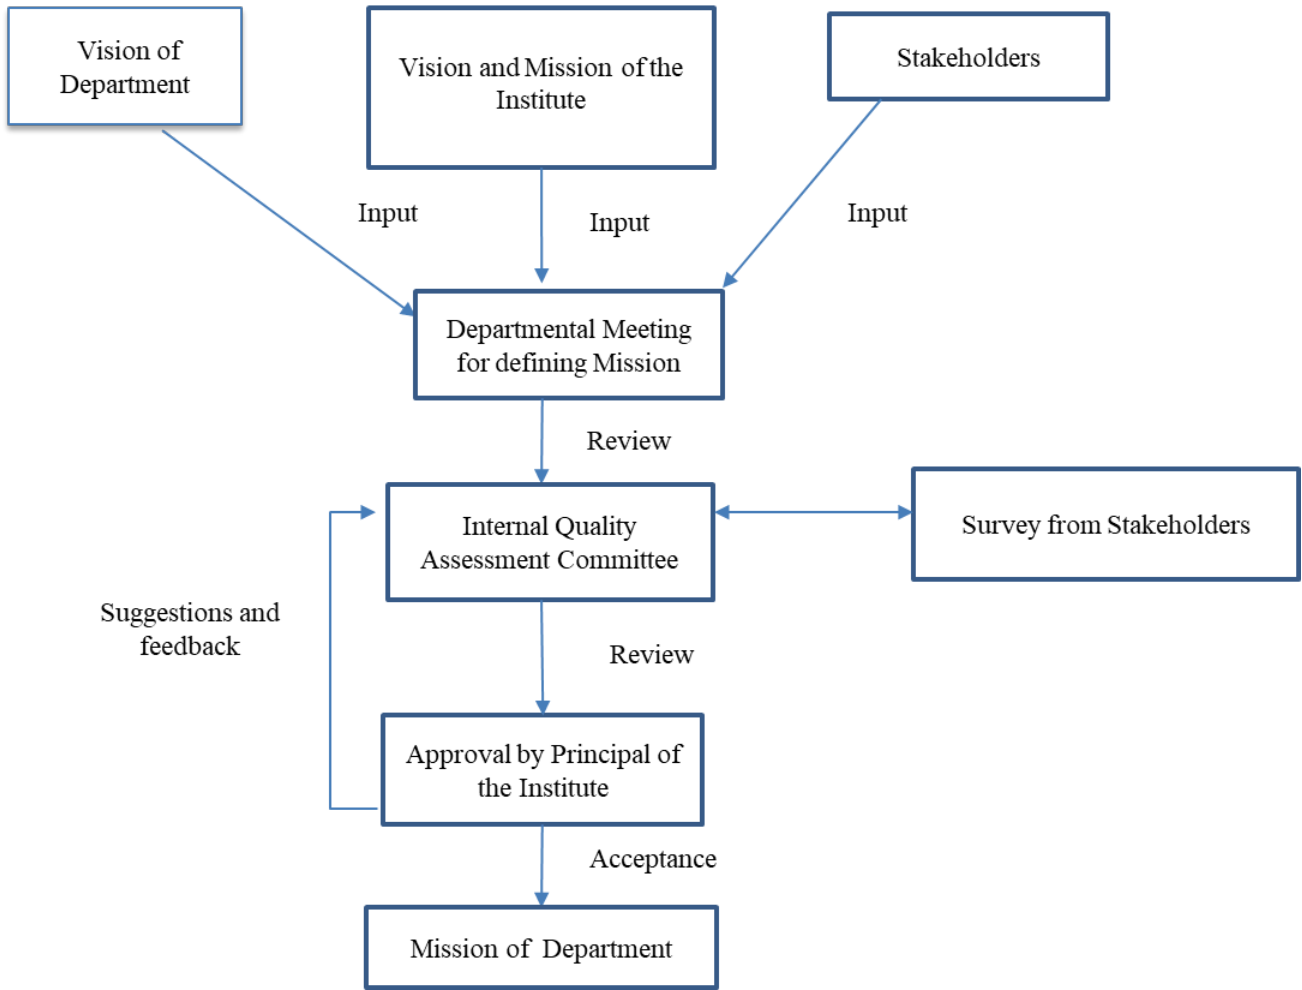 Vision of
Department
Vision and Mission of the
Institute
Stakeholders
Input
Input
Input
Departmental Meeting
for defining Mission
Review
Internal Quality
Assessment Committee
Survey from Stakeholders
Suggestions and
feedback
Review
Approval by Principal of
the Institute
Acceptance
Mission of Department